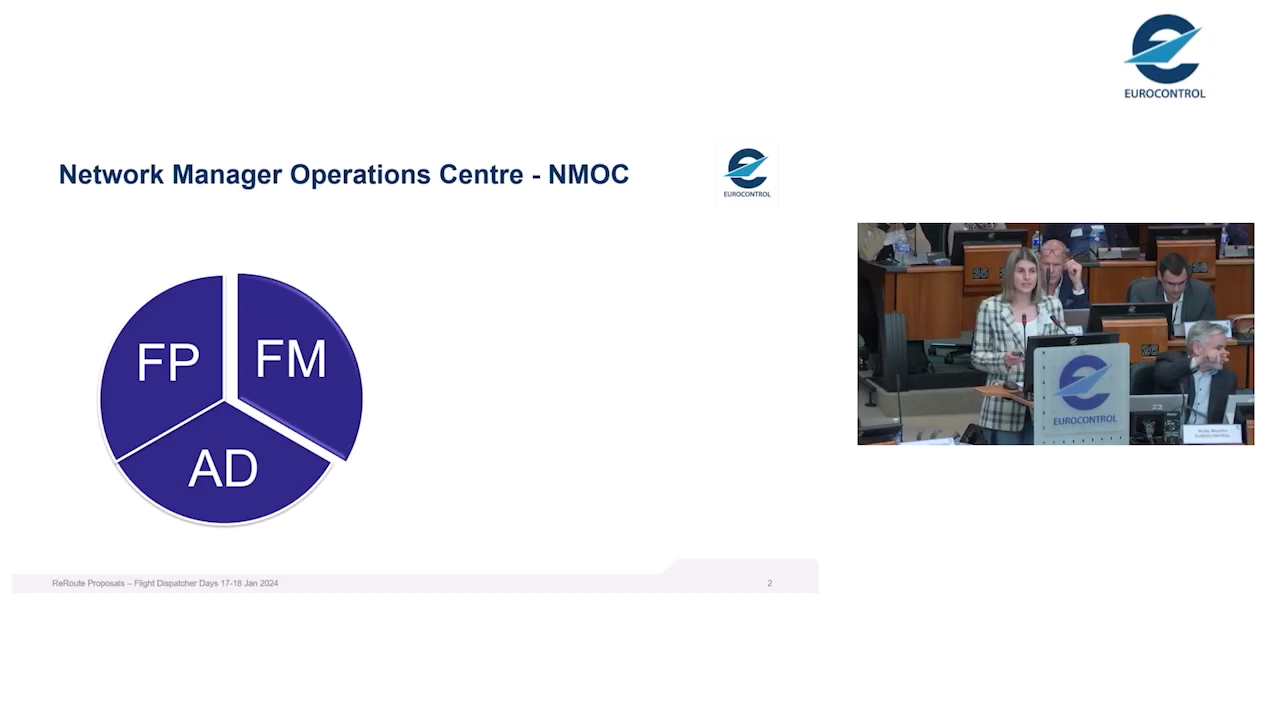 EUROCONTROL
Network Manager Operations Centre - NMOC
EUROCONTROL
FP
FM
AD
EUROCONTROL
EUROCONTROL
ReRoute Proposals – Flight Dispatcher Days 17-18 Jan 2024
2